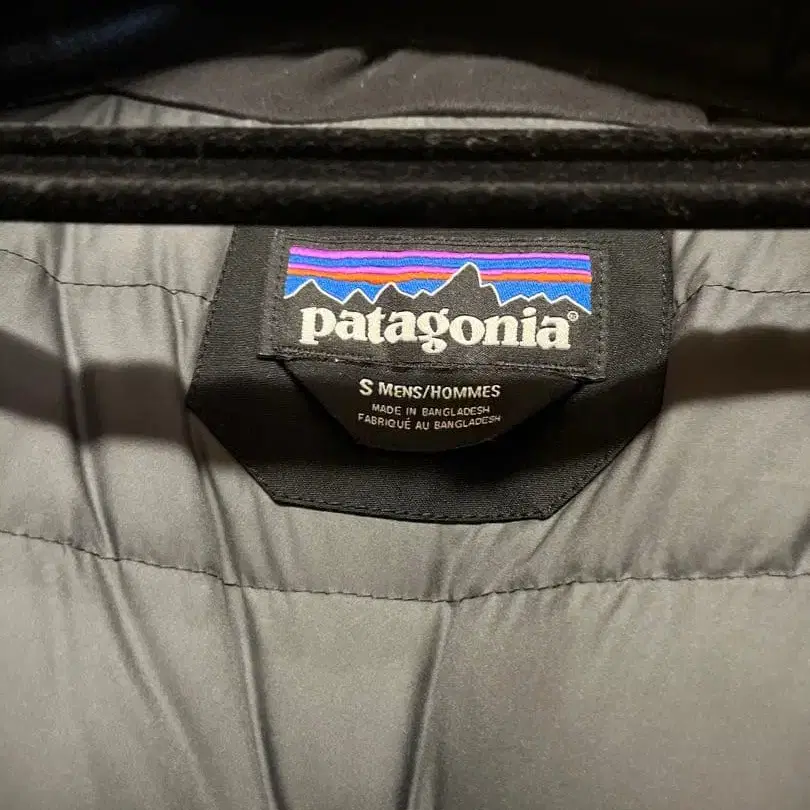 patagonia®
S MENS/HOMMES
MADE IN BANGLADESH
FABRIQUÉ AU BANGLADESH